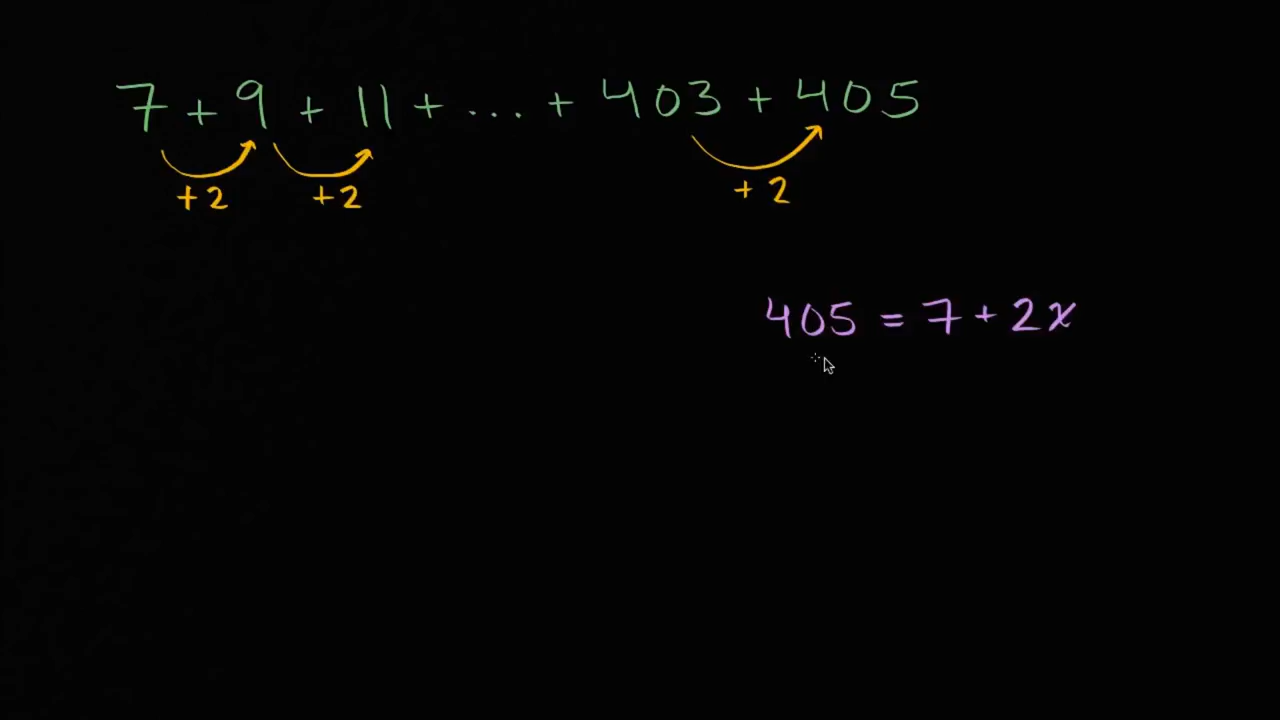 7 + 9 + 11 + ... + 403 + 405
+2 +2 + 2
405 = 7 + 2x